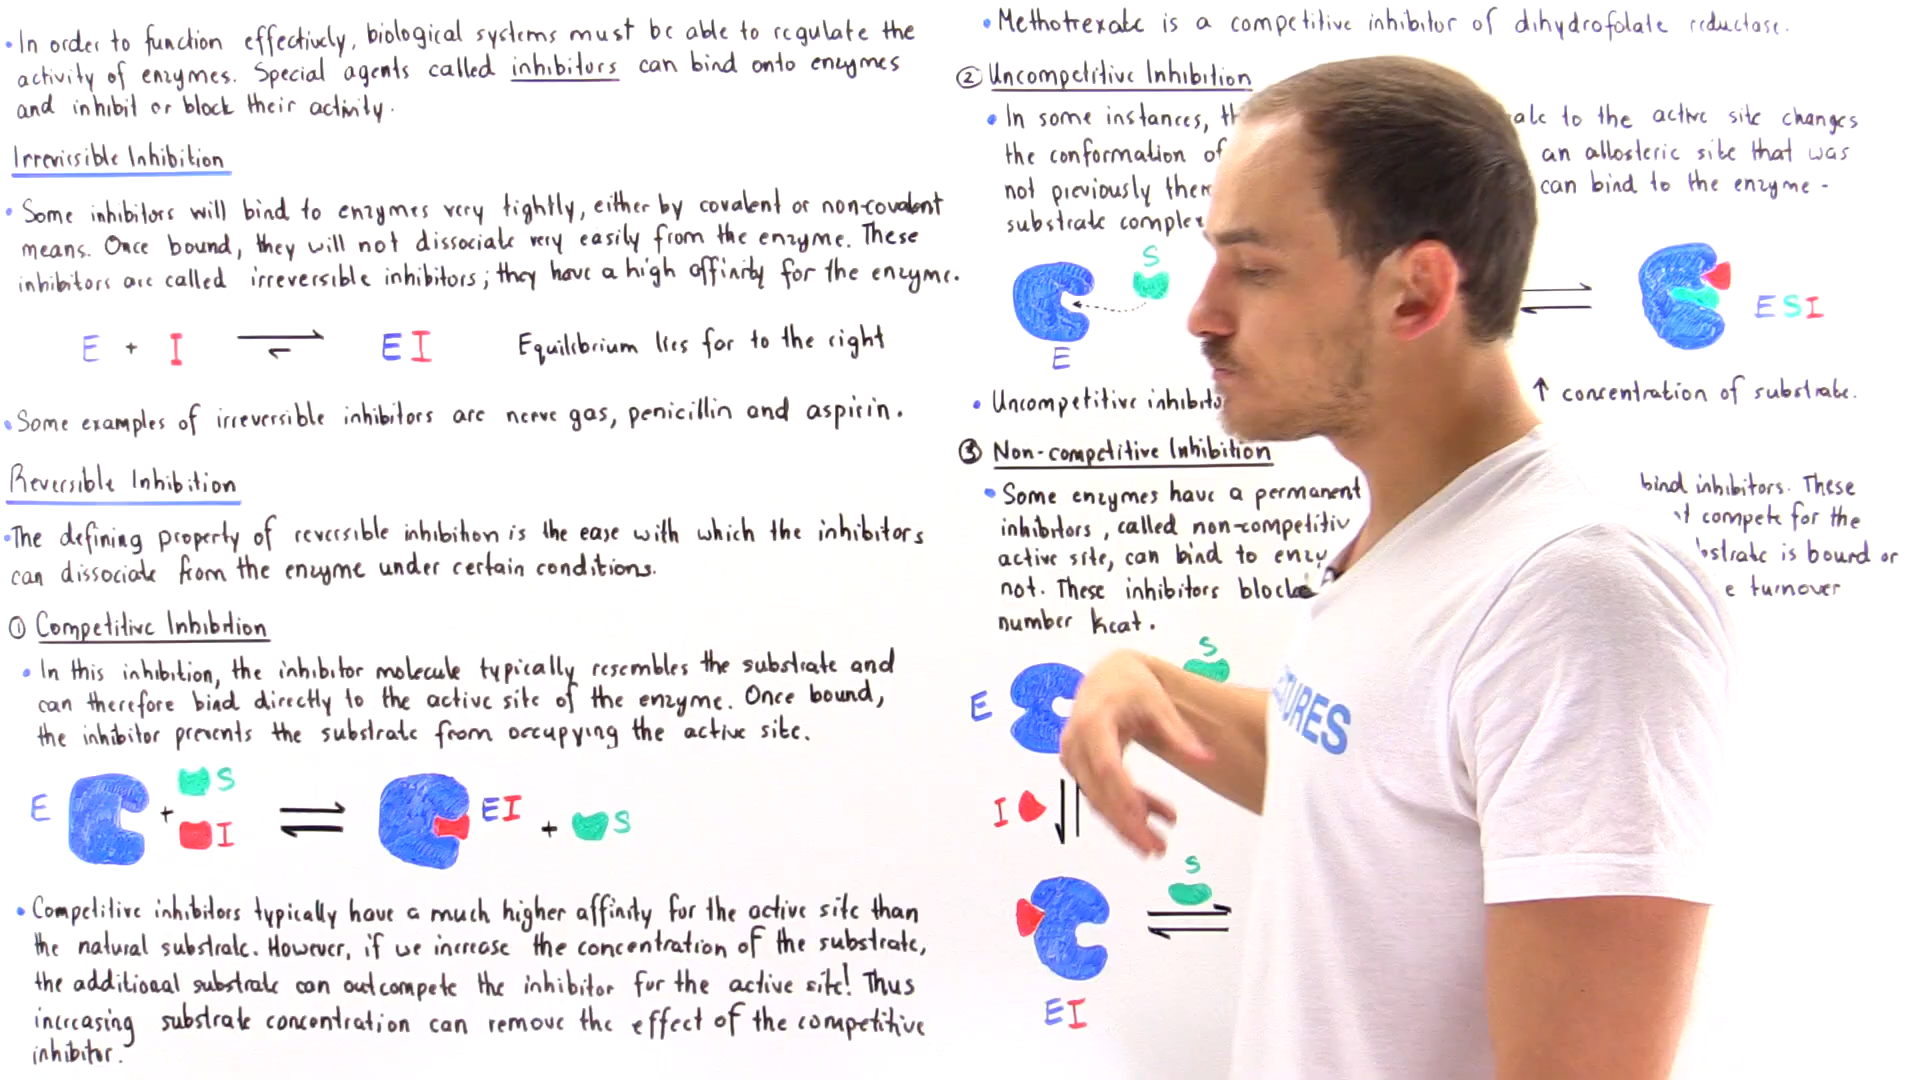 • In order to function effectively, biological systems must be able to regulate the
activity of enzymes. Special agents called inhibitors can bind onto enzymes
and inhibit or block their activity.
Irreversible Inhibition
• Some inhibitors will bind to enzymes very tightly, either by covalent or non-covalent
means. Once bound, they will not dissociate very easily from the enzyme. These
inhibitors are called irreversible inhibitors; they have a high affinity for the enzyme.
E + I EI Equilibrium lies far to the right
• Some examples of irreversible inhibitors are nerve gas, penicillin and aspirin.
Reversible Inhibition
• The defining property of reversible inhibition is the ease with which the inhibitors
can dissociate from the enzyme under certain conditions.
① Competitive Inhibition
• In this inhibition, the inhibitor molecule typically resembles the substrate and
can therefore bind directly to the active site of the enzyme. Once bound,
the inhibitor prevents the substrate from occupying the active site.
E + S I EI + S
• Competitive inhibitors typically have a much higher affinity for the active site than
the natural substrate. However, if we increase the concentration of the substrate,
the additional substrate can outcompete the inhibitor for the active site! Thus
increasing substrate concentration can remove the effect of the competitive
inhibitor.
• Methotrexate is a competitive inhibitor of dihydrofolate reductase.
② Uncompetitive Inhibition
• In some instances, to the active site changes
the conformation of an allosteric site that was
not previously can bind to the enzyme -
substrate complex
S
E
ESI
• Uncompetitive ↑ concentration of substrate.
③ Non-competitive Inhibition
• Some enzymes have a permanent bind inhibitors. These
inhibitors, called compete for the
active site, can bind to is bound or
not. These inhibitors turnover
number kcat.
E S
I
S
EI